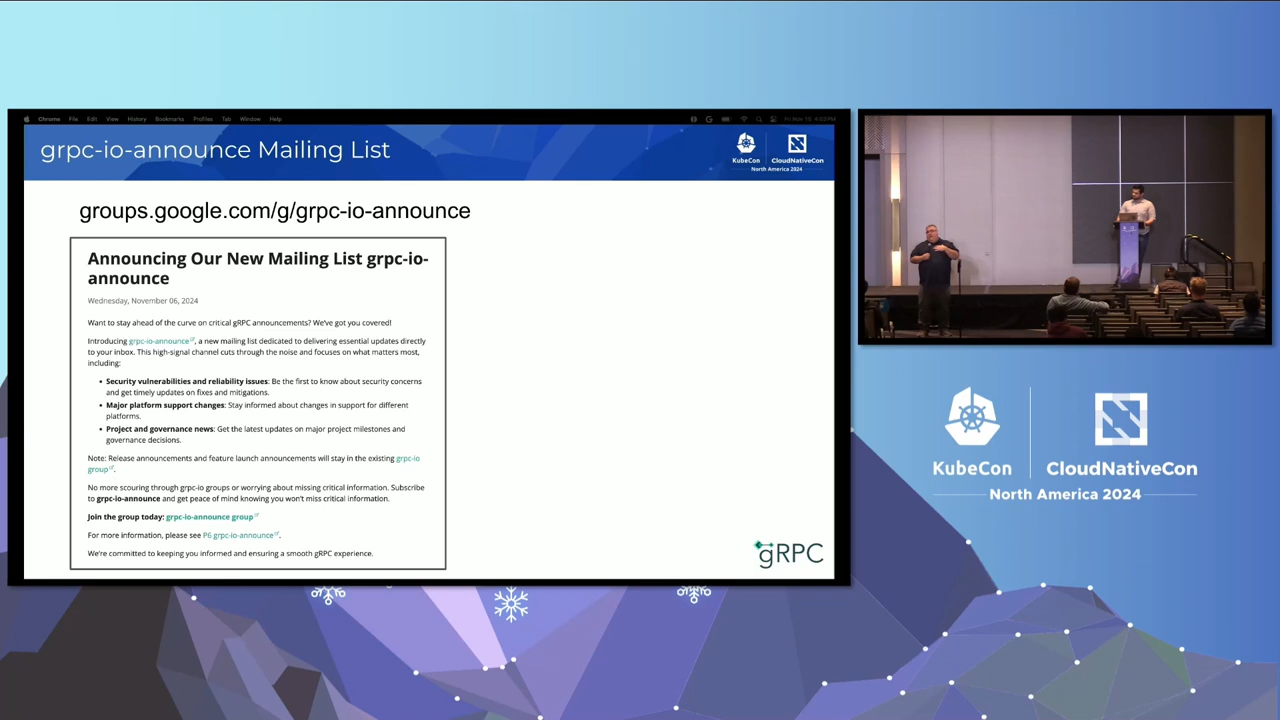 Chrome File Edit View History Bookmarks Profiles Tab Window Help
grpc-io-announce Mailing List
KubeCon CloudNativeCon
North America 2024
groups.google.com/g/grpc-io-announce
Announcing Our New Mailing List grpc-io-
announce
Wednesday, November 06, 2024
Want to stay ahead of the curve on critical gRPC announcements? We've got you covered!
Introducing grpc-io-announce, a new mailing list dedicated to delivering essential updates directly
to your inbox. This high-signal channel cuts through the noise and focuses on what matters most,
including:
• Security vulnerabilities and reliability issues: Be the first to know about security concerns
and get timely updates on fixes and mitigations.
• Major platform support changes: Stay informed about changes in support for different
platforms.
• Project and governance news: Get the latest updates on major project milestones and
governance decisions.
Note: Release announcements and feature launch announcements will stay in the existing grpc-io
group.
No more scouring through grpc-io groups or worrying about missing critical information. Subscribe
to grpc-io-announce and get peace of mind knowing you won't miss critical information.
Join the group today: grpc-io-announce group
For more information, please see P6 grpc-io-announce.
We're committed to keeping you informed and ensuring a smooth gRPC experience.
gRPC
KubeCon CloudNativeCon
North America 2024